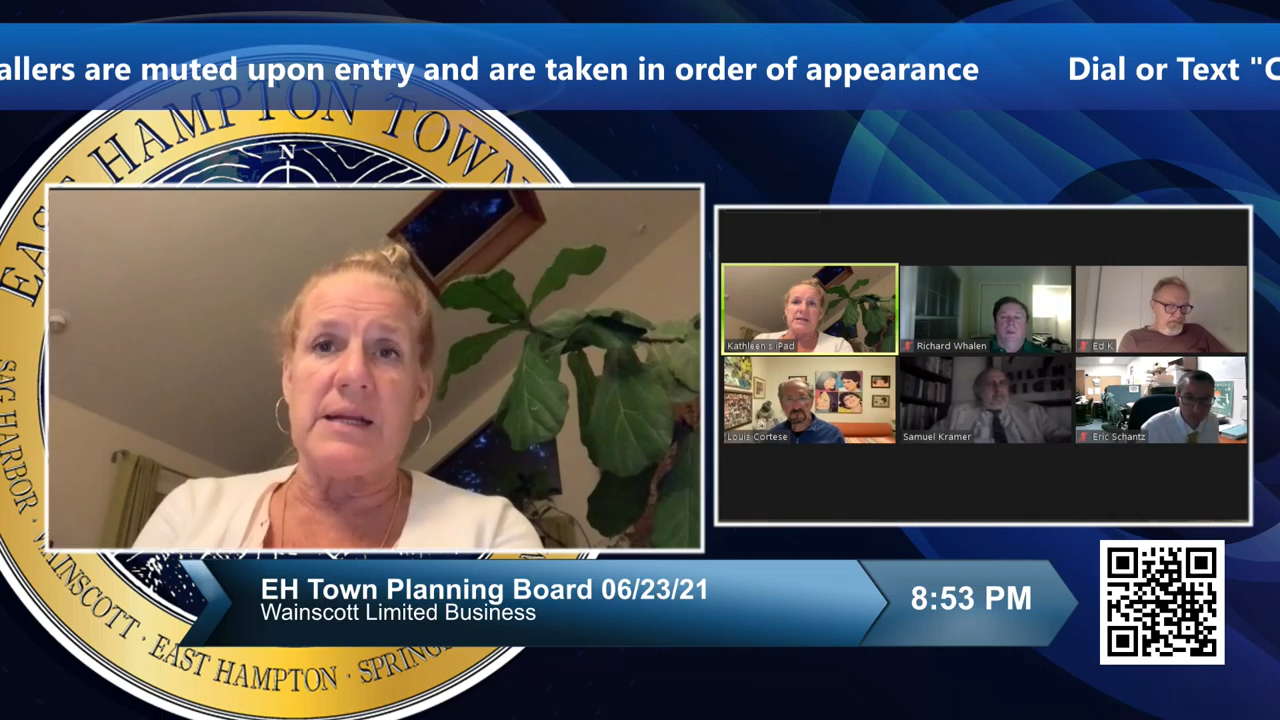 allers are muted upon entry and are taken in order of appearance
Dial or Text "C
EAST HAMPTON TOWN
N
SAG HARBOR · WAINSCOTT · EAST HAMPTON · SPRING
Kathleen's iPad
Richard Whalen
Ed K
Louis Cortese
Samuel Kramer
Eric Schantz
EH Town Planning Board 06/23/21
Wainscott Limited Business
8:53 PM